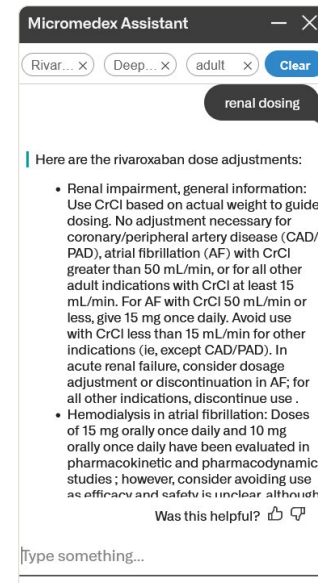 Micromedex Assistant
Rivar... Deep... adult Clear
renal dosing
Here are the rivaroxaban dose adjustments:
• Renal impairment, general information:
Use CrCl based on actual weight to guide
dosing. No adjustment necessary for
coronary/peripheral artery disease (CAD/
PAD), atrial fibrillation (AF) with CrCl
greater than 50 mL/min, or for all other
adult indications with CrCl at least 15
mL/min. For AF with CrCl 50 mL/min or
less, give 15 mg once daily. Avoid use
with CrCl less than 15 mL/min for other
indications (ie, except CAD/PAD). In
acute renal failure, consider dosage
adjustment or discontinuation in AF; for
all other indications, discontinue use .
• Hemodialysis in atrial fibrillation: Doses
of 15 mg orally once daily and 10 mg
orally once daily have been evaluated in
pharmacokinetic and pharmacodynamic
studies ; however, consider avoiding use
as efficacy and safety is unclear, although
Was this helpful?
Type something...